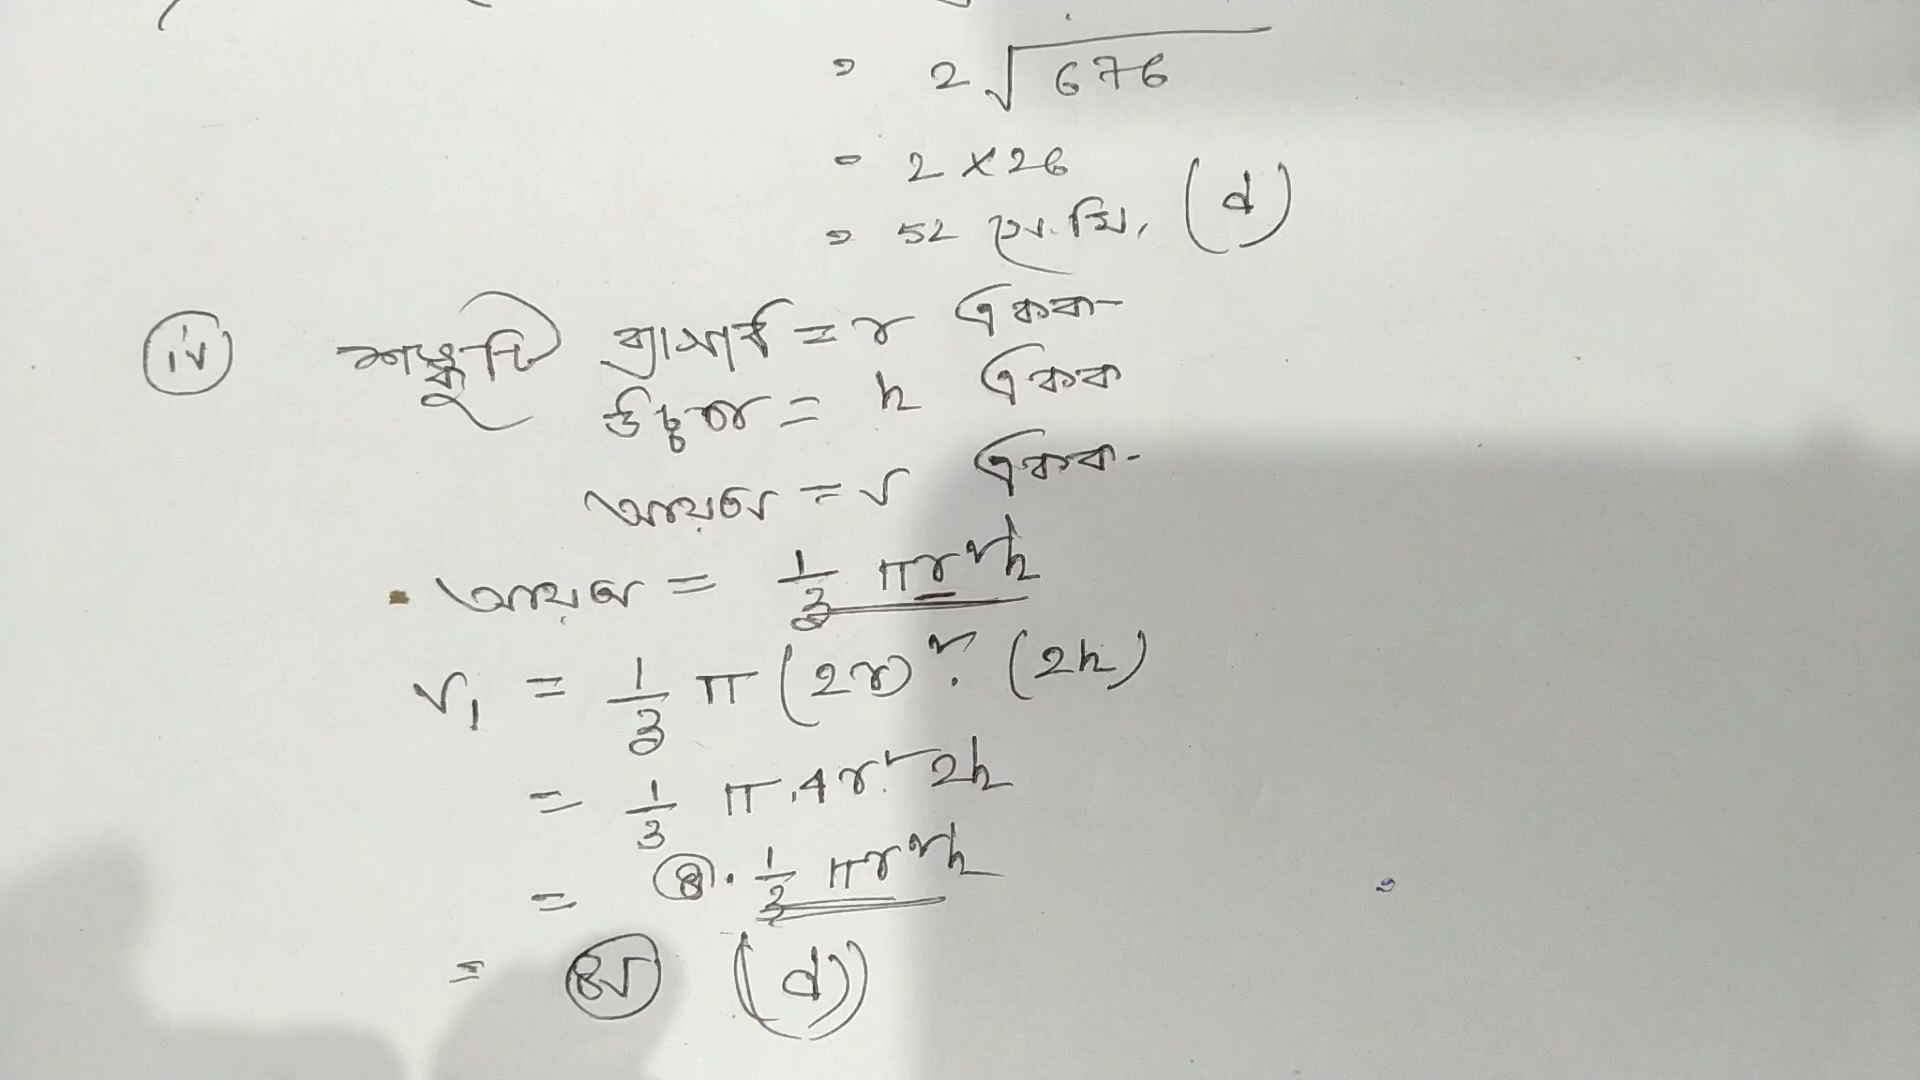 = 2√676
= 2 × 26
= 52 সে.মি. (d)
(iv) শঙ্কুটি ব্যাসার্ধ = r একক
উচ্চতা = h একক
আয়তন = V একক
আয়তন = 1/3 πr²h
V₁ = 1/3 π (2r)². (2h)
= 1/3 π.4r².2h
= 8. 1/3 πr²h
= 8V (d)